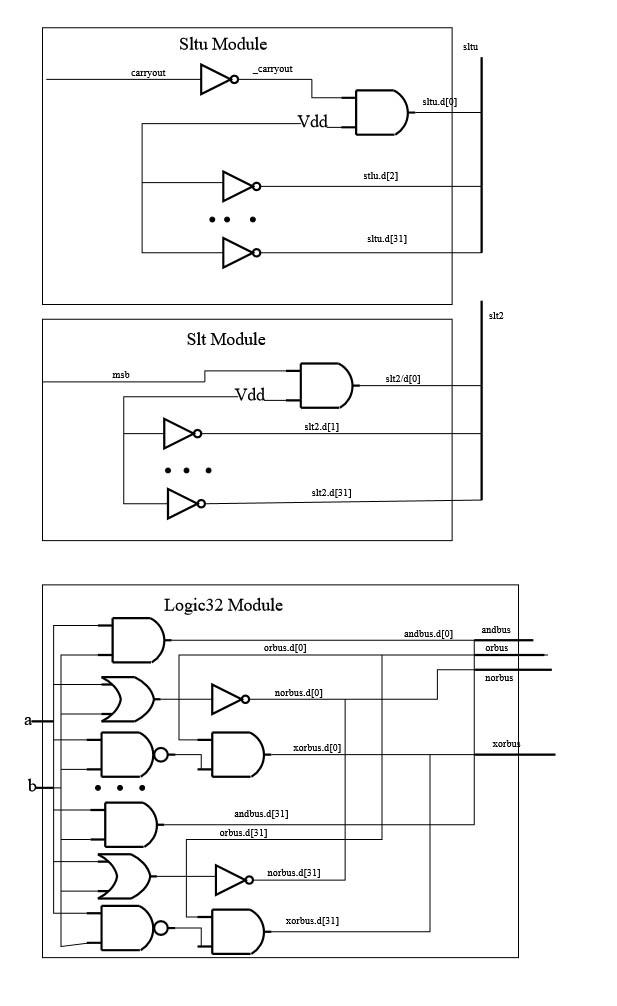 Sltu Module
sltu
carryout
_carryout
sltu.d[0]
Vdd
stlu.d[2]
sltu.d[31]
Slt Module
slt2
msb
slt2/d[0]
Vdd
slt2.d[1]
slt2.d[31]
Logic32 Module
andbus.d[0]
andbus
orbus.d[0]
orbus
norbus
norbus.d[0]
a
xorbus.d[0]
xorbus
b
andbus.d[31]
orbus.d[31]
norbus.d[31]
xorbus.d[31]